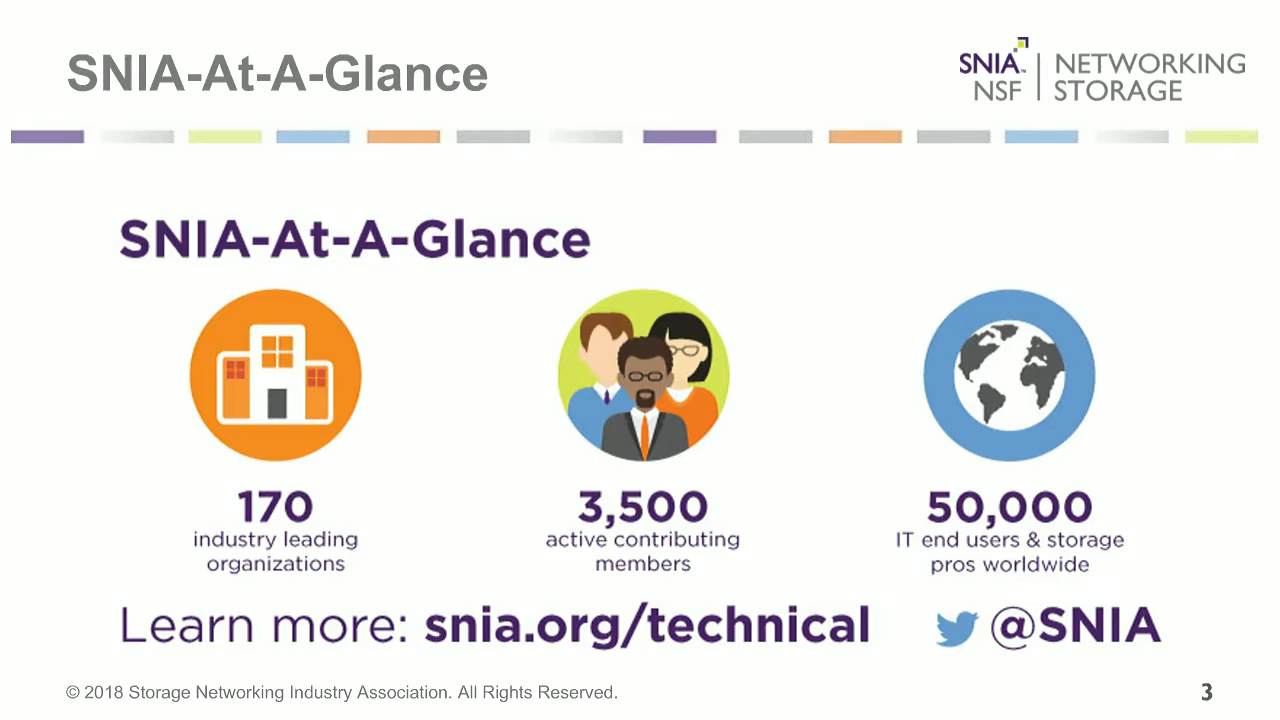 SNIA-At-A-Glance
SNIA™ NETWORKING
NSF STORAGE
SNIA-At-A-Glance
170
industry leading
organizations
3,500
active contributing
members
50,000
IT end users & storage
pros worldwide
Learn more: snia.org/technical @SNIA
© 2018 Storage Networking Industry Association. All Rights Reserved. 3